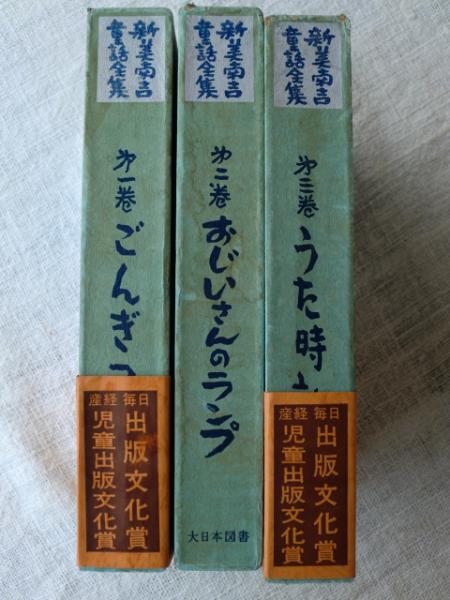 新美南吉
童話全集
第一巻
ごんぎつ
毎日
出版文化賞
産経
児童出版文化賞
新美南吉
童話全集
第二巻
おじいさんのランプ
大日本図書
新美南吉
童話全集
第三巻
うた時
毎日
出版文化賞
産経
児童出版文化賞